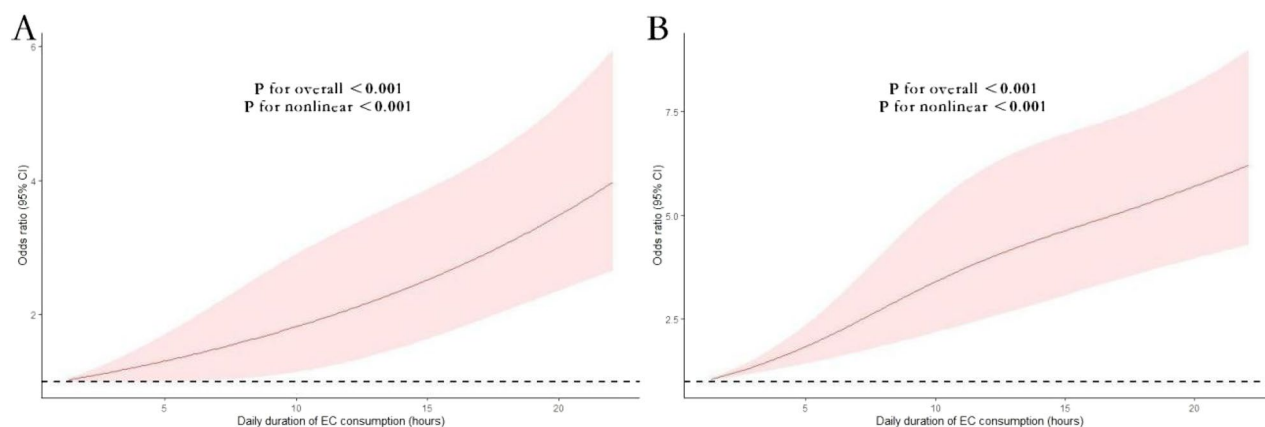 A
6
4
2
Odds ratio (95% CI)
P for overall <0.001
P for nonlinear <0.001
5
10
15
20
Daily duration of EC consumption (hours)
B
7.5
5.0
2.5
Odds ratio (95% CI)
P for overall <0.001
P for nonlinear <0.001
5
10
15
20
Daily duration of EC consumption (hours)